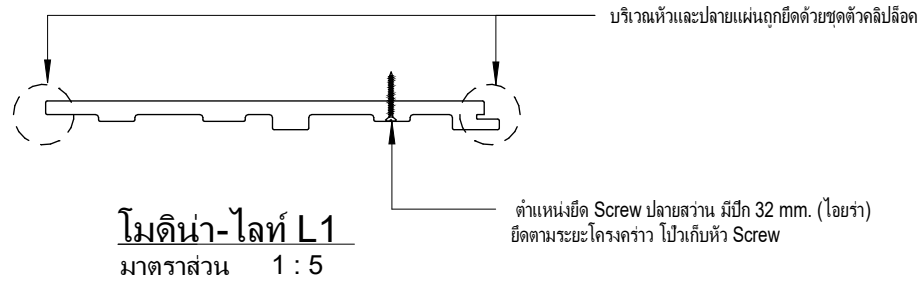 บริเวณหัวและปลายแผ่นถูกยึดด้วยชุดตัวคลิปล็อค
ตำแหน่งยึด Screw ปลายสว่าน มีปีก 32 mm. (ไอยร่า)
ยึดตามระยะโครงคร่าว โป๊วเก็บหัว Screw
โมดิน่า-ไลท์ L1
มาตราส่วน 1 : 5